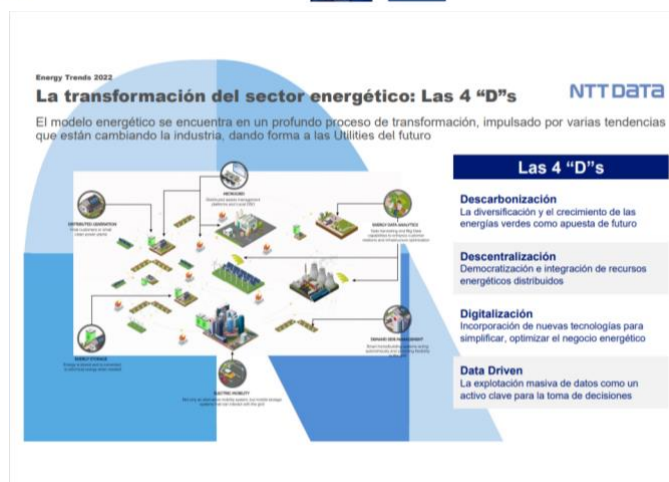 Energy Trends 2022
La transformación del sector energético: Las 4 “D”s
NTT DATA
El modelo energético se encuentra en un profundo proceso de transformación, impulsado por varias tendencias
que están cambiando la industria, dando forma a las Utilities del futuro
Las 4 “D”s
Descarbonización
La diversificación y el crecimiento de las
energías verdes como apuesta de futuro
Descentralización
Democratización e integración de recursos
energéticos distribuidos
Digitalización
Incorporación de nuevas tecnologías para
simplificar, optimizar el negocio energético
Data Driven
La explotación masiva de datos como un
activo clave para la toma de decisiones
MICROGRID
DISTRIBUTED GENERATION
ENERGY DATA ANALYTICS
DEMAND SIDE MANAGEMENT
ENERGY STORAGE
ELECTRIC MOBILITY